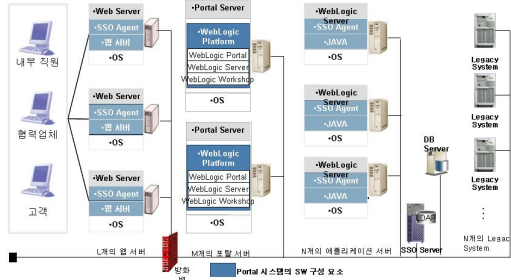 •Web Server
•SSO Agent
•웹 서버
•OS
내부 직원
•Web Server
•SSO Agent
•웹 서버
•OS
협력업체
•Web Server
•SSO Agent
•웹 서버
•OS
고객
L개의 웹 서버
방화
벽
•Portal Server
•WebLogic
Platform
WebLogic Portal
WebLogic Server
WebLogic Workshop
•OS
•Portal Server
•WebLogic
Platform
WebLogic Portal
WebLogic Server
WebLogic Workshop
•OS
M개의 포탈 서버
•WebLogic
Server
•SSO Agent
•JAVA
•OS
•WebLogic
Server
•SSO Agent
•JAVA
•OS
•WebLogic
Server
•SSO Agent
•JAVA
•OS
N개의 애플리케이션 서버
DB
Server
LDAP
SSO Server
Legacy
System
Legacy
System
Legacy
System
N개의 Legac
System
Portal 시스템의 SW 구성 요소